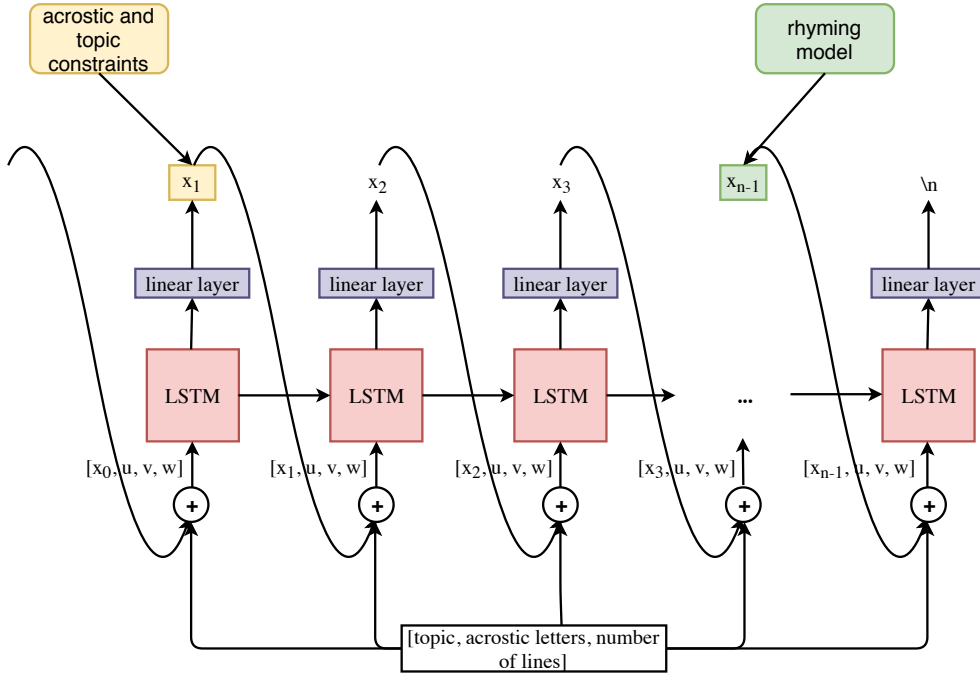 acrostic and
topic
constraints
rhyming
model
x1
x2
x3
xn-1
\n
linear layer
linear layer
linear layer
linear layer
LSTM
LSTM
LSTM
...
LSTM
[x0, u, v, w]
[x1, u, v, w]
[x2, u, v, w]
[x3, u, v, w]
[xn-1, u, v, w]
+
+
+
+
+
[topic, acrostic letters, number
of lines]